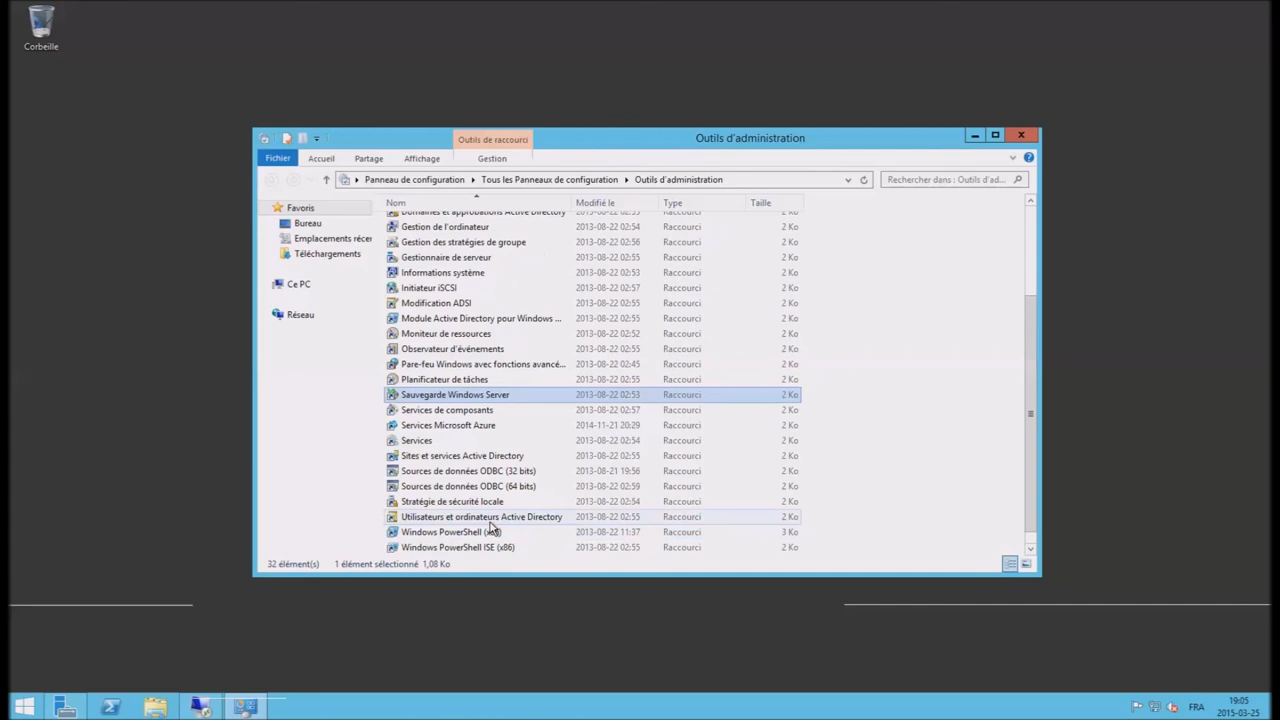 Corbeille
Outils de raccourci
Outils d'administration
Fichier
Accueil
Partage
Affichage
Gestion
Panneau de configuration
Tous les Panneaux de configuration
Outils d'administration
Rechercher dans : Outils d'ad...
Favoris
Bureau
Emplacements récer
Téléchargements
Ce PC
Réseau
Nom Modifié le Type Taille
Domaines et approbations Active Directory 2013-08-22 02:55 Raccourci 2 Ko
Gestion de l'ordinateur 2013-08-22 02:54 Raccourci 2 Ko
Gestion des stratégies de groupe 2013-08-22 02:56 Raccourci 2 Ko
Gestionnaire de serveur 2013-08-22 02:55 Raccourci 2 Ko
Informations système 2013-08-22 02:53 Raccourci 2 Ko
Initiateur iSCSI 2013-08-22 02:57 Raccourci 2 Ko
Modification ADSI 2013-08-22 02:55 Raccourci 2 Ko
Module Active Directory pour Windows ... 2013-08-22 02:55 Raccourci 2 Ko
Moniteur de ressources 2013-08-22 02:52 Raccourci 2 Ko
Observateur d'événements 2013-08-22 02:55 Raccourci 2 Ko
Pare-feu Windows avec fonctions avancé... 2013-08-22 02:45 Raccourci 2 Ko
Planificateur de tâches 2013-08-22 02:55 Raccourci 2 Ko
Sauvegarde Windows Server 2013-08-22 02:53 Raccourci 2 Ko
Services de composants 2013-08-22 02:57 Raccourci 2 Ko
Services Microsoft Azure 2014-11-21 20:29 Raccourci 2 Ko
Services 2013-08-22 02:54 Raccourci 2 Ko
Sites et services Active Directory 2013-08-22 02:55 Raccourci 2 Ko
Sources de données ODBC (32 bits) 2013-08-21 19:56 Raccourci 2 Ko
Sources de données ODBC (64 bits) 2013-08-22 02:59 Raccourci 2 Ko
Stratégie de sécurité locale 2013-08-22 02:54 Raccourci 2 Ko
Utilisateurs et ordinateurs Active Directory 2013-08-22 02:55 Raccourci 2 Ko
Windows PowerShell (x86) 2013-08-22 11:37 Raccourci 3 Ko
Windows PowerShell ISE (x86) 2013-08-22 02:55 Raccourci 2 Ko
32 élément(s) 1 élément sélectionné 1,08 Ko
FRA
19:05
2015-03-25